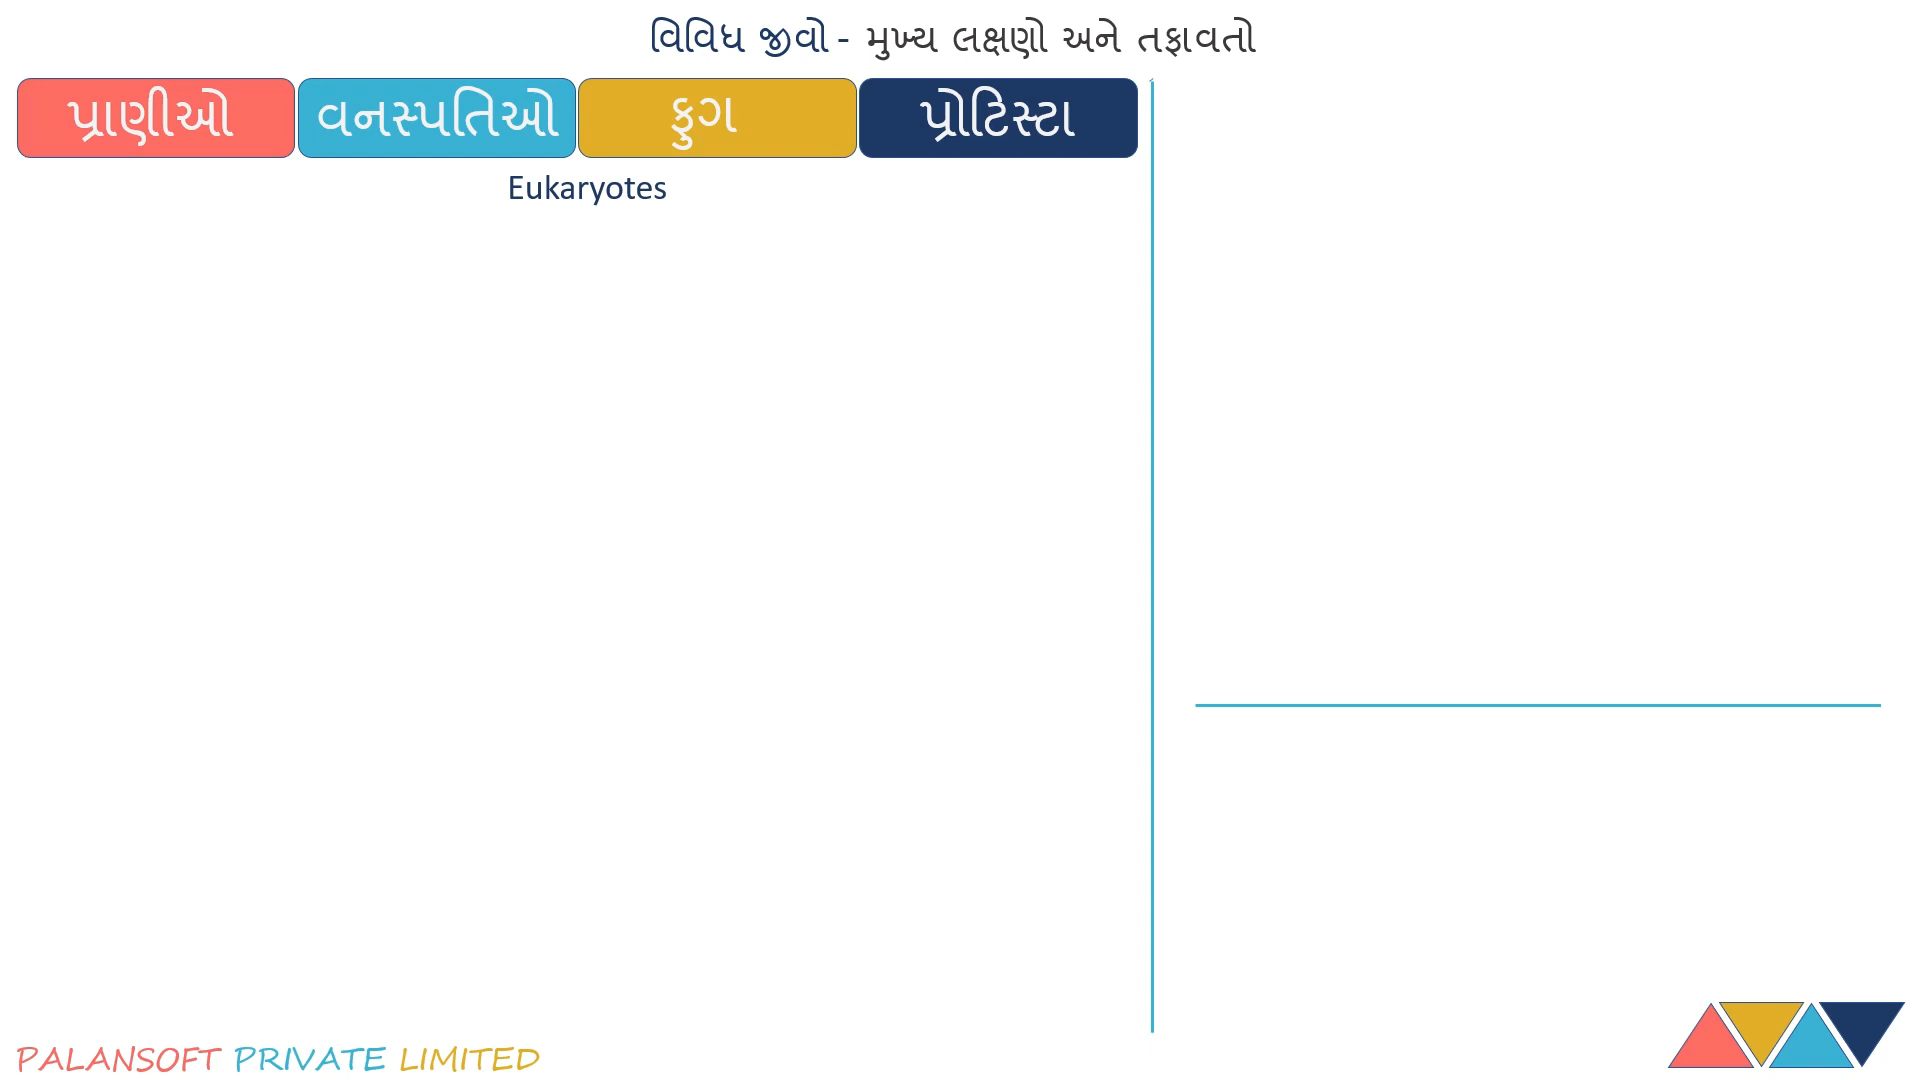 વિવિધ જીવો - મુખ્ય લક્ષણો અને તફાવતો
પ્રાણીઓ વનસ્પતિઓ ફુગ પ્રોટિસ્ટા
Eukaryotes
PALANSOFT PRIVATE LIMITED